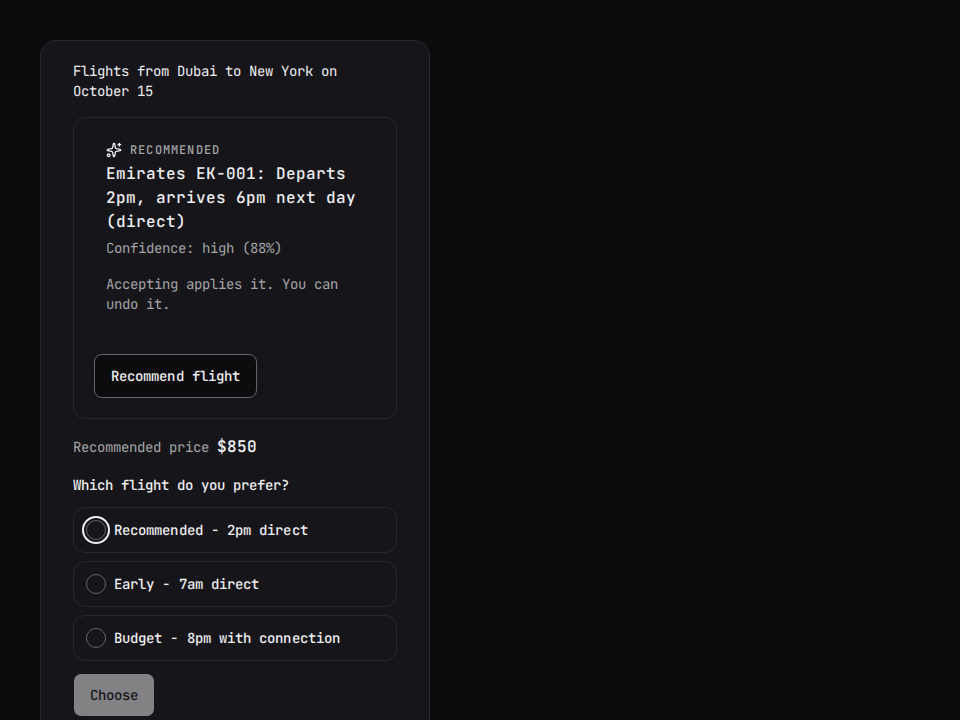 Flights from Dubai to New York on
October 15
RECOMMENDED
Emirates EK-001: Departs
2pm, arrives 6pm next day
(direct)
Confidence: high (88%)
Accepting applies it. You can
undo it.
Recommend flight
Recommended price $850
Which flight do you prefer?
Recommended - 2pm direct
Early - 7am direct
Budget - 8pm with connection
Choose